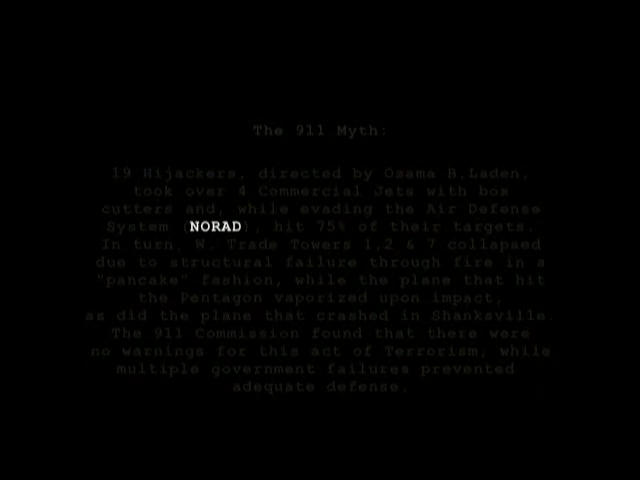 The 911 Myth:
19 Hijackers, directed by Osama B.Laden,
took over 4 Commercial Jets with box
cutters and, while evading the Air Defense
System (NORAD), hit 75% of their targets.
In turn, W. Trade Towers 1,2 & 7 collapsed
due to structural failure through fire in a
"pancake" fashion, while the plane that hit
the Pentagon vaporized upon impact,
as did the plane that crashed in Shanksville.
The 911 Commission found that there were
no warnings for this act of Terrorism, while
multiple government failures prevented
adequate defense.